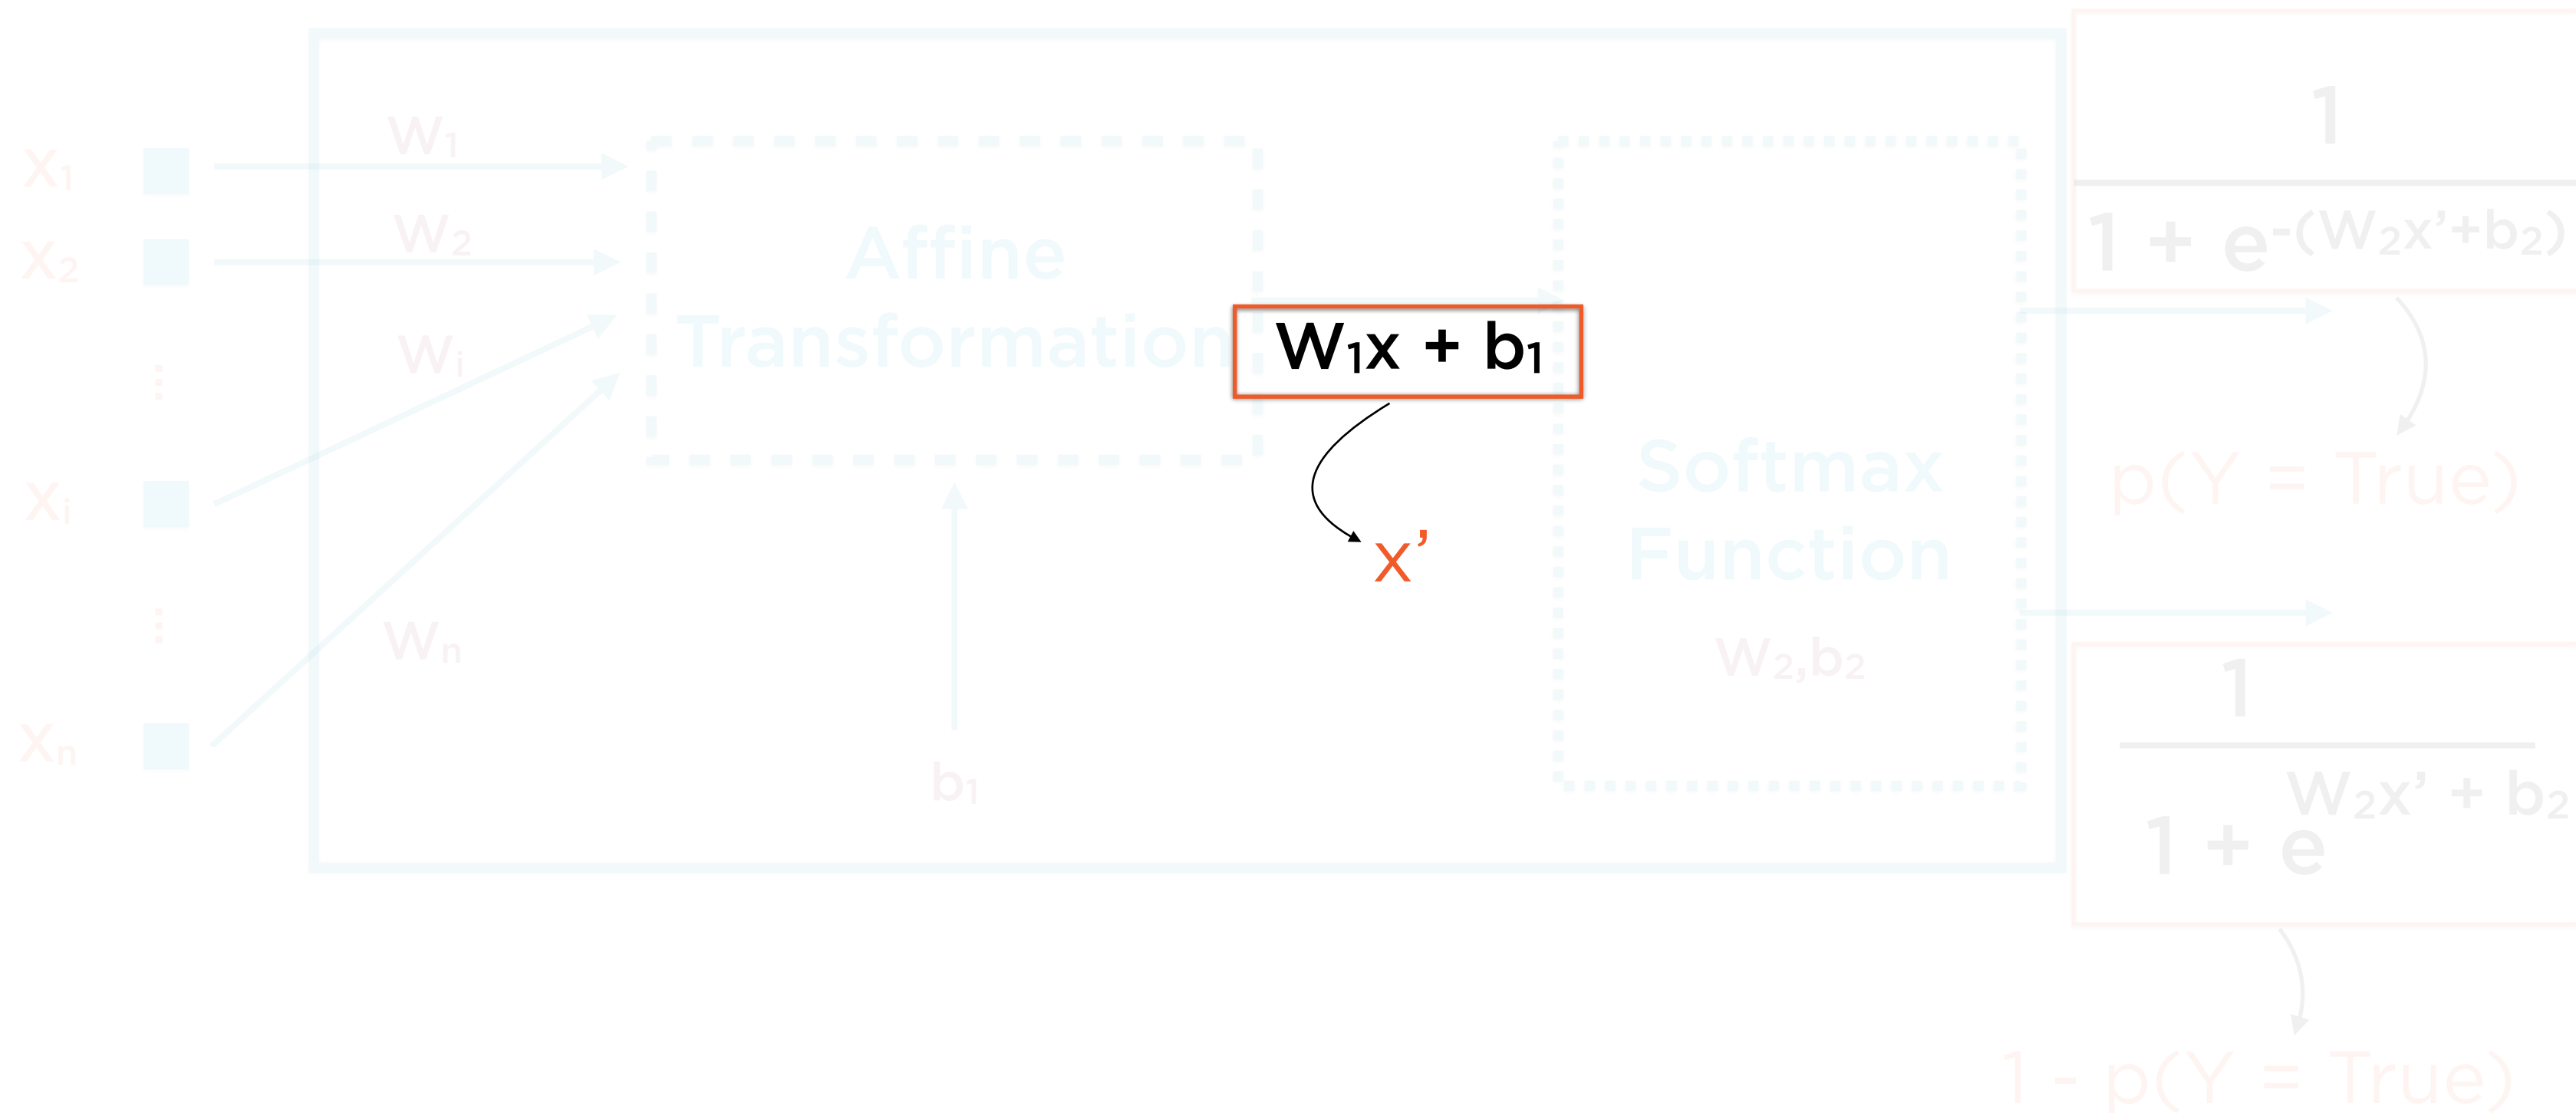 X₁
X₂
⋮
Xᵢ
⋮
Xₙ
W₁
W₂
Wᵢ
Wₙ
Affine
Transformation
b₁
W₁x + b₁
x’
Softmax
Function
W₂,b₂
1
1 + e^-(W₂x’+b₂)
p(Y = True)
1
1 + e^W₂x’ + b₂
1 - p(Y = True)